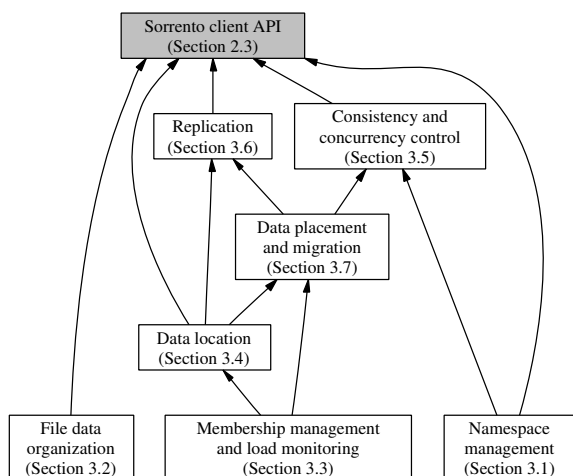 Sorrento client API
(Section 2.3)
Replication
(Section 3.6)
Consistency and
concurrency control
(Section 3.5)
Data placement
and migration
(Section 3.7)
Data location
(Section 3.4)
File data
organization
(Section 3.2)
Membership management
and load monitoring
(Section 3.3)
Namespace
management
(Section 3.1)